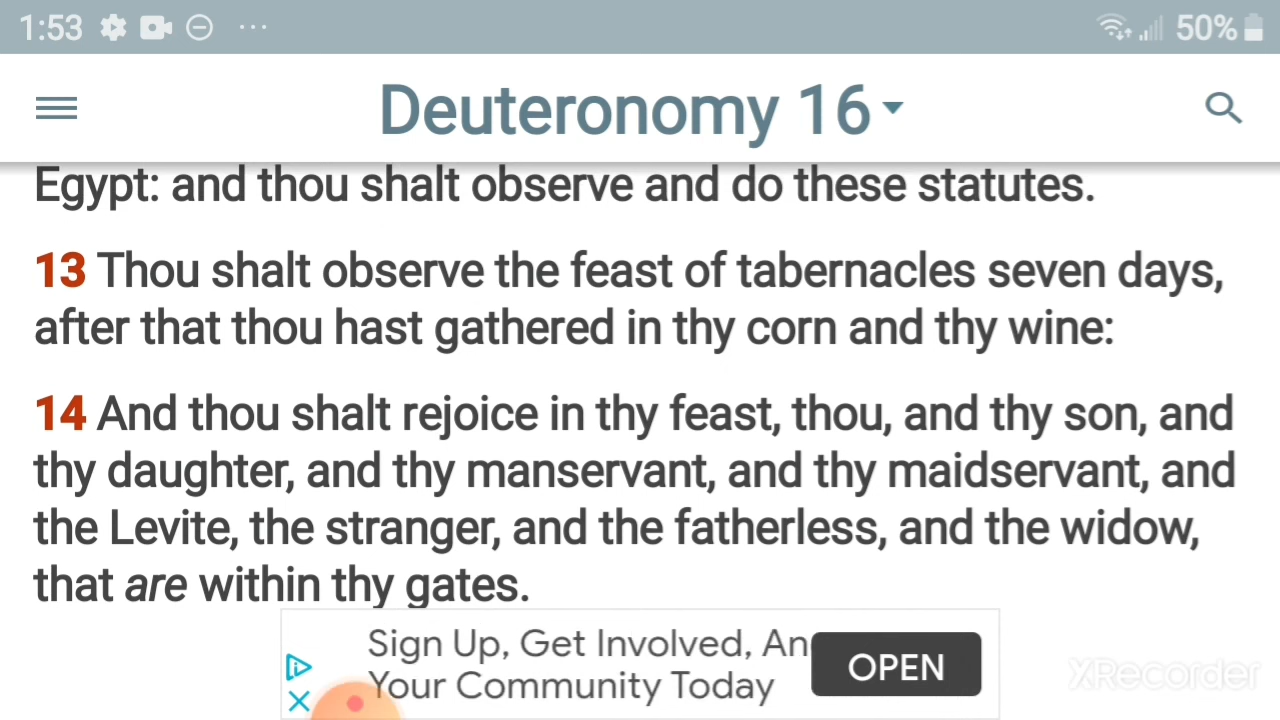 1:53 ... 50%
Deuteronomy 16
Egypt: and thou shalt observe and do these statutes.
13 Thou shalt observe the feast of tabernacles seven days,
after that thou hast gathered in thy corn and thy wine:
14 And thou shalt rejoice in thy feast, thou, and thy son, and
thy daughter, and thy manservant, and thy maidservant, and
the Levite, the stranger, and the fatherless, and the widow,
that are within thy gates.
Sign Up, Get Involved, An
OPEN
Your Community Today
XRecorder